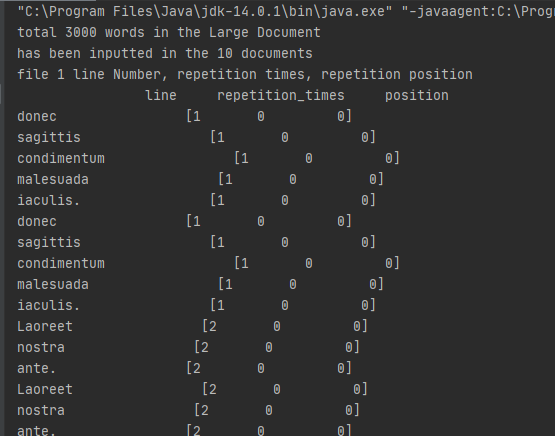 "C:\Program Files\Java\jdk-14.0.1\bin\java.exe" "-javaagent:C:\Prog
total 3000 words in the Large Document
has been inputted in the 10 documents
file 1 line Number, repetition times, repetition position
line repetition_times position
donec [1 0 0]
sagittis [1 0 0]
condimentum [1 0 0]
malesuada [1 0 0]
iaculis. [1 0 0]
donec [1 0 0]
sagittis [1 0 0]
condimentum [1 0 0]
malesuada [1 0 0]
iaculis. [1 0 0]
Laoreet [2 0 0]
nostra [2 0 0]
ante. [2 0 0]
Laoreet [2 0 0]
nostra [2 0 0]
ante. [2 0 0]